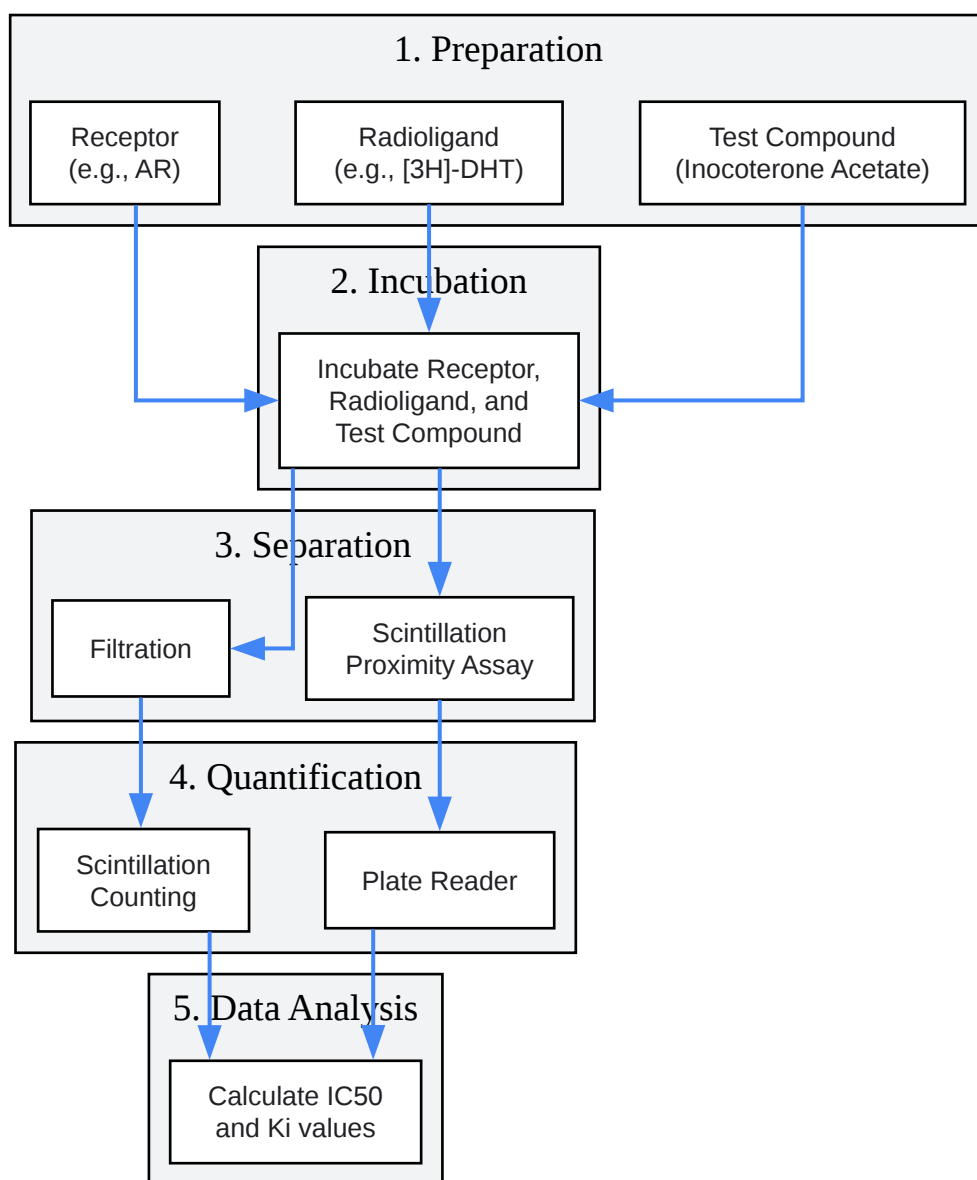 1. Preparation
Receptor
(e.g., AR)
Radioligand
(e.g., [3H]-DHT)
Test Compound
(Inocoterone Acetate)
2. Incubation
Incubate Receptor,
Radioligand, and
Test Compound
3. Separation
Filtration
Scintillation
Proximity Assay
4. Quantification
Scintillation
Counting
Plate Reader
5. Data Analysis
Calculate IC50
and Ki values